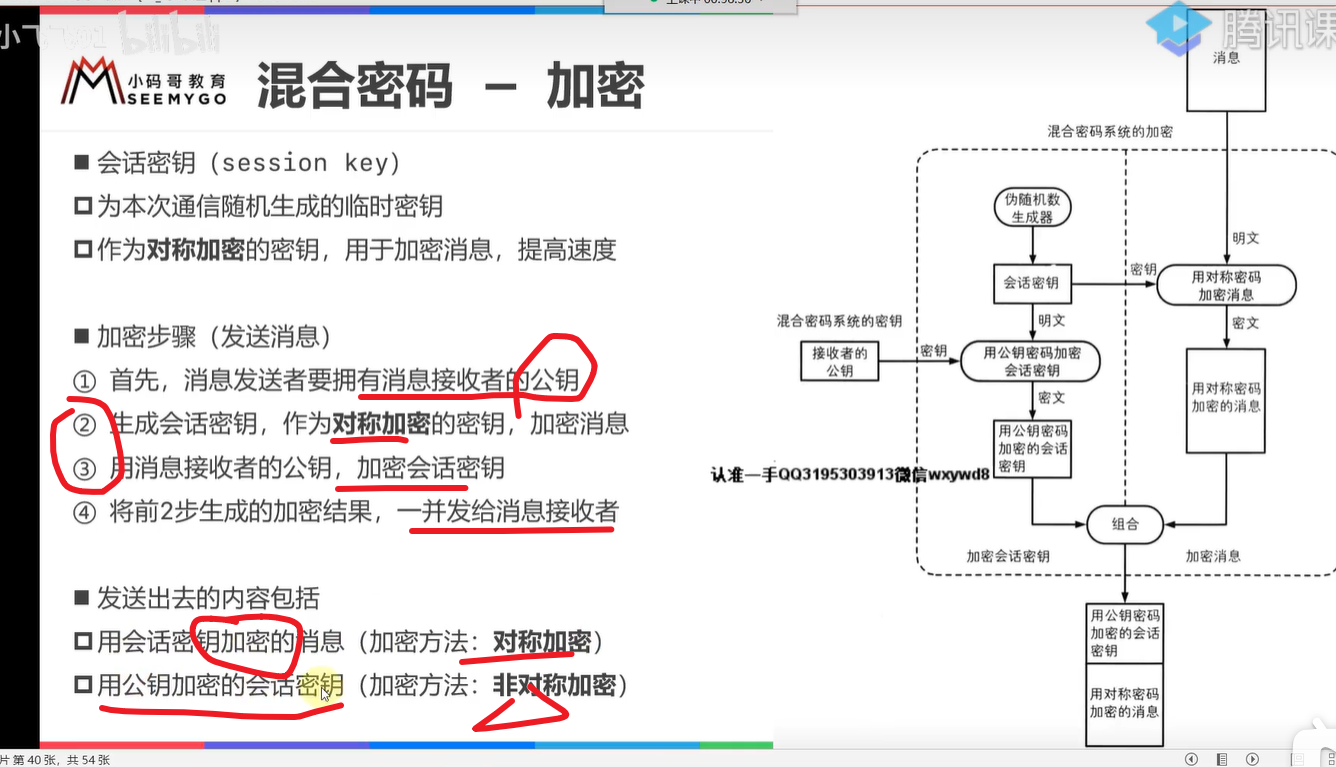 bilibili
腾讯课
小码哥教育
SEEMYGO
混合密码 – 加密
■ 会话密钥（session key）
为本次通信随机生成的临时密钥
作为对称加密的密钥，用于加密消息，提高速度
■ 加密步骤（发送消息）
① 首先，消息发送者要拥有消息接收者的公钥
② 生成会话密钥，作为对称加密的密钥，加密消息
③ 用消息接收者的公钥，加密会话密钥
④ 将前2步生成的加密结果，一并发给消息接收者
■ 发送出去的内容包括
用会话密钥加密的消息（加密方法：对称加密）
用公钥加密的会话密钥（加密方法：非对称加密）
消息
混合密码系统的加密
伪随机数
生成器
明文
会话密钥
密钥
用对称密码
加密消息
混合密码系统的密钥
明文
密文
接收者的
公钥
密钥
用公钥密码加密
会话密钥
密文
用对称密码
加密的消息
用公钥密码
加密的会话
密钥
认准一手QQ3195303913微信wxywd8
组合
加密会话密钥
加密消息
用公钥密码
加密的会话
密钥
用对称密码
加密的消息
片 第 40 张，共 54 张